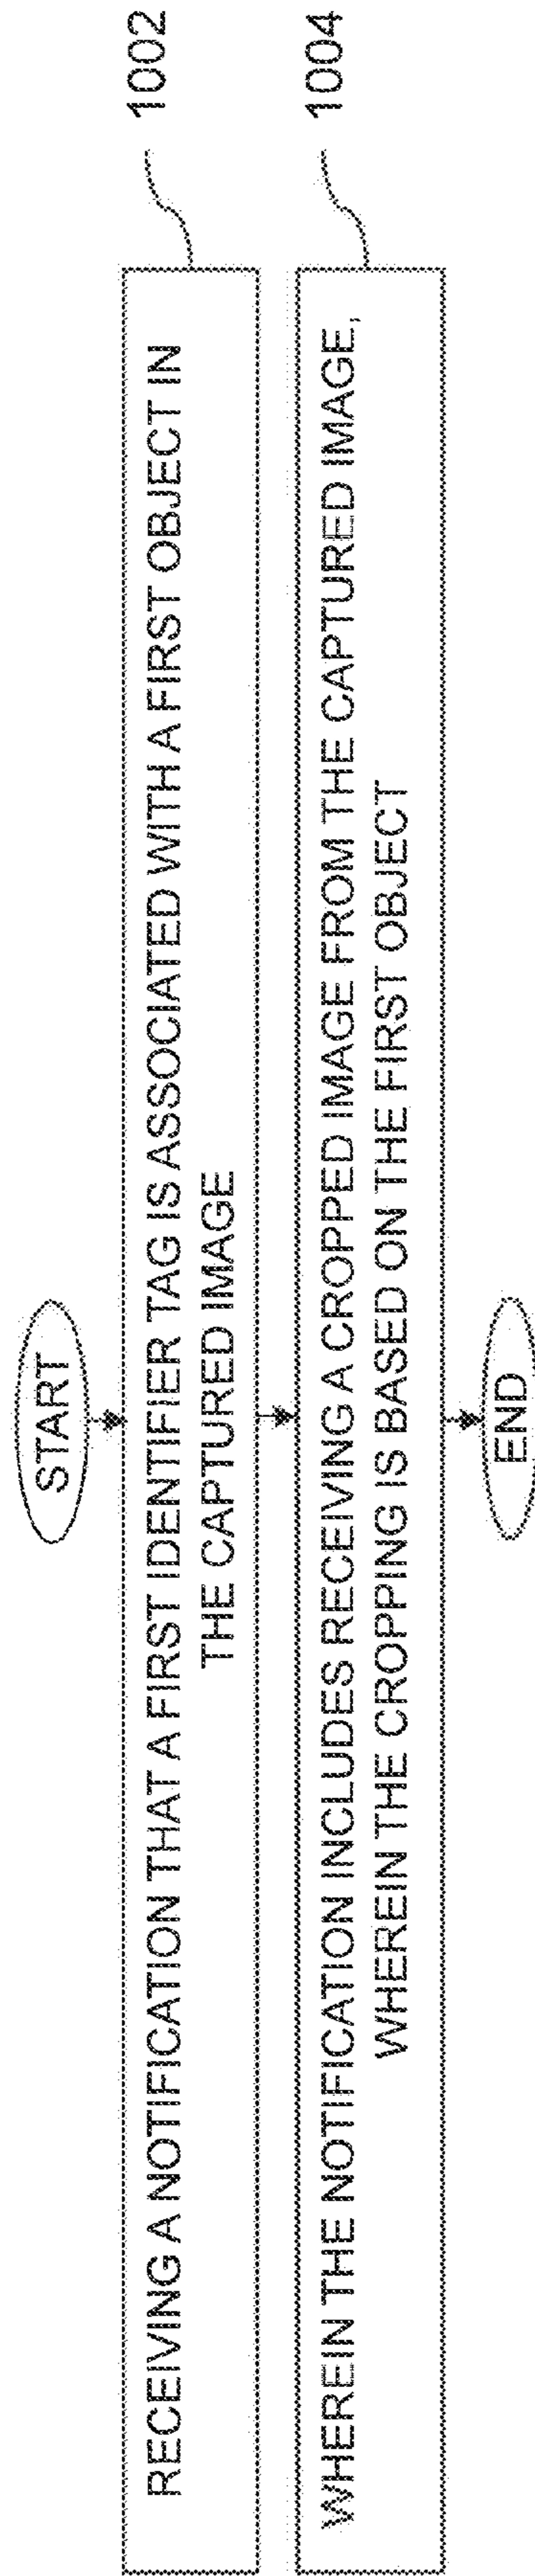 START
RECEIVING A NOTIFICATION THAT A FIRST IDENTIFIER TAG IS ASSOCIATED WITH A FIRST OBJECT IN
THE CAPTURED IMAGE
1002
WHEREIN THE NOTIFICATION INCLUDES RECEIVING A CROPPED IMAGE FROM THE CAPTURED IMAGE,
WHEREIN THE CROPPING IS BASED ON THE FIRST OBJECT
1004
END